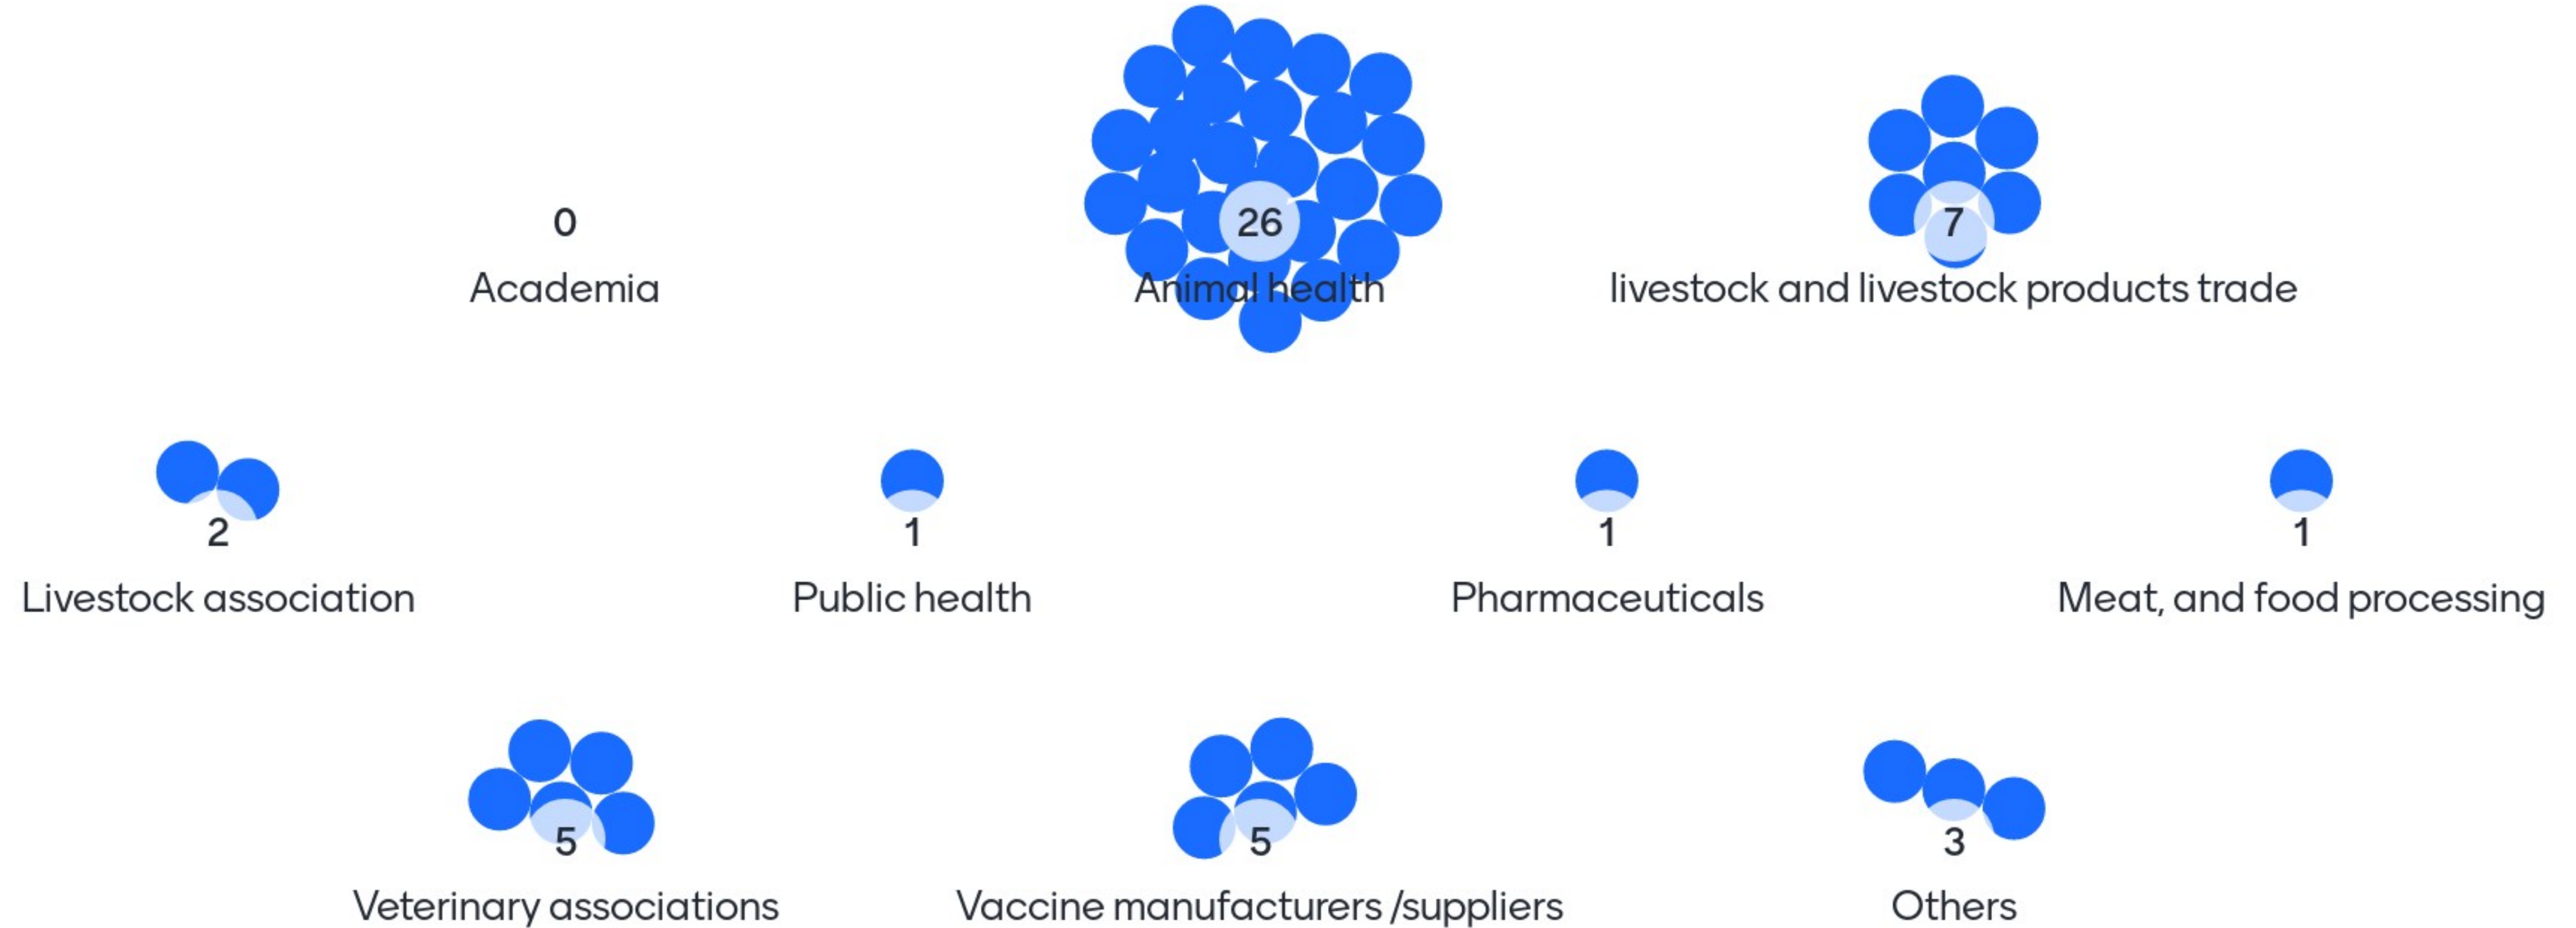 0
Academia
26
Animal health
7
livestock and livestock products trade
2
Livestock association
1
Public health
1
Pharmaceuticals
1
Meat, and food processing
5
Veterinary associations
5
Vaccine manufacturers /suppliers
3
Others